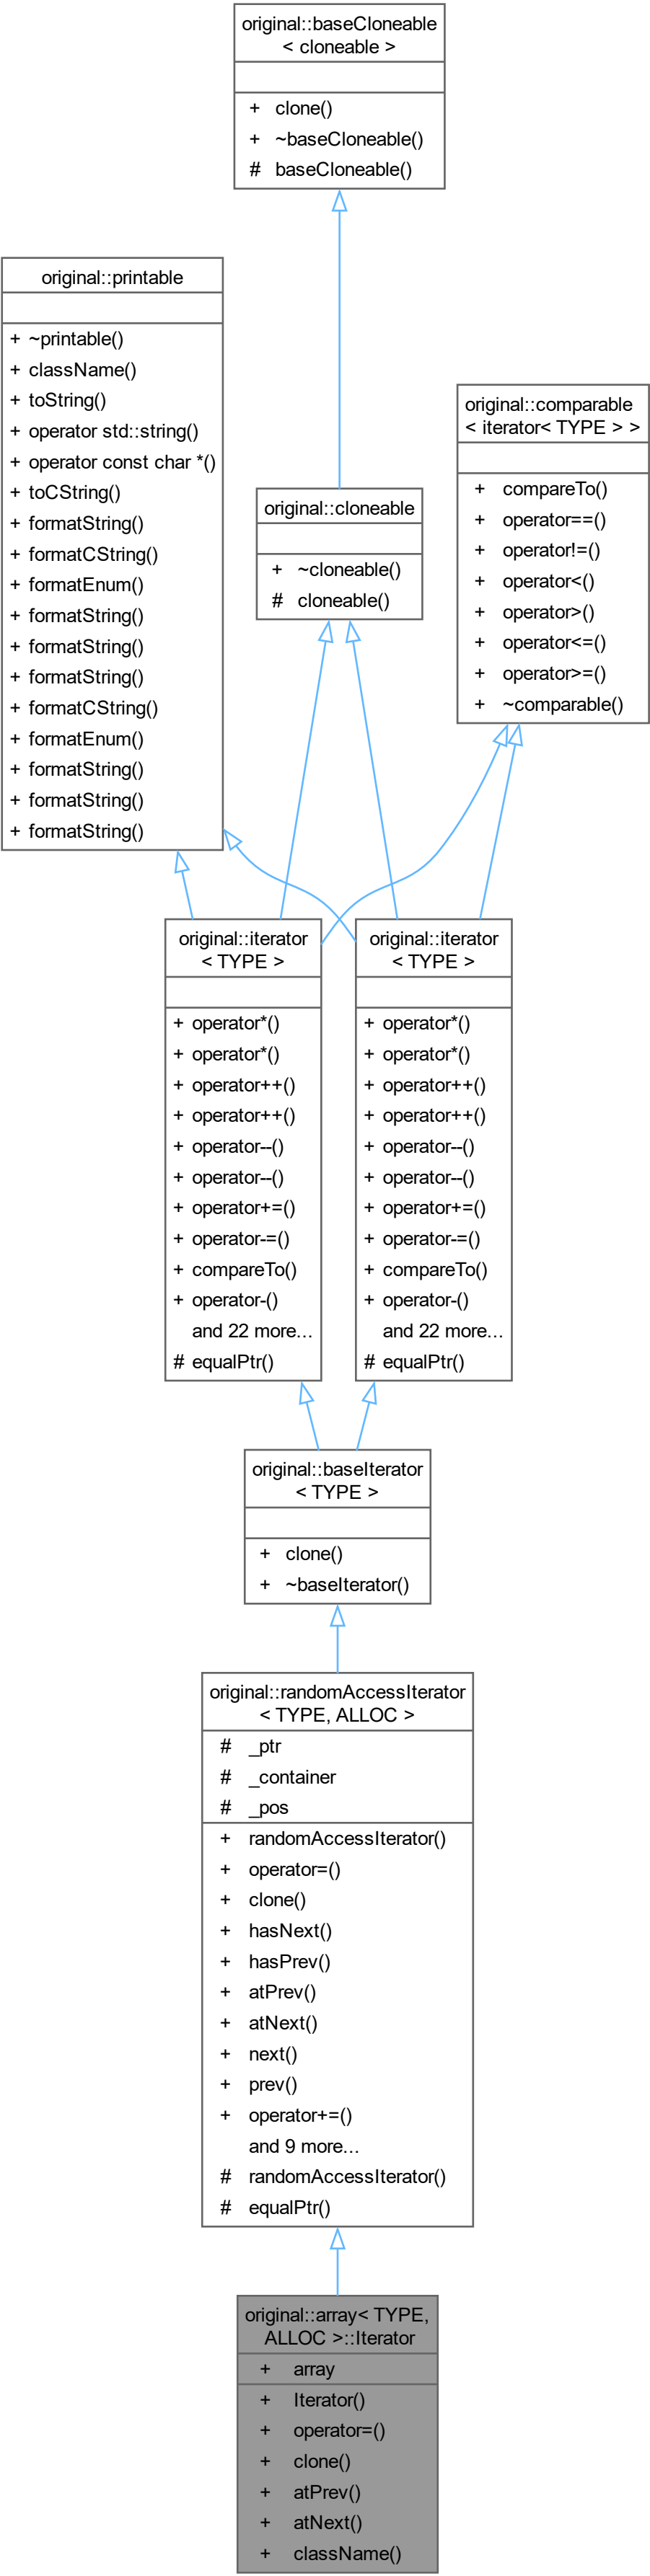 original::baseCloneable
< cloneable >
+ clone()
+ ~baseCloneable()
# baseCloneable()
original::printable
+ ~printable()
+ className()
+ toString()
+ operator std::string()
+ operator const char *()
+ toCString()
+ formatString()
+ formatCString()
+ formatEnum()
+ formatString()
+ formatString()
+ formatString()
+ formatCString()
+ formatEnum()
+ formatString()
+ formatString()
+ formatString()
original::cloneable
+ ~cloneable()
# cloneable()
original::comparable
< iterator< TYPE > >
+ compareTo()
+ operator==()
+ operator!=()
+ operator<()
+ operator>()
+ operator<=()
+ operator>=()
+ ~comparable()
original::iterator
< TYPE >
+ operator*()
+ operator*()
+ operator++()
+ operator++()
+ operator--()
+ operator--()
+ operator+=()
+ operator-=()
+ compareTo()
+ operator-()
and 22 more...
# equalPtr()
original::iterator
< TYPE >
+ operator*()
+ operator*()
+ operator++()
+ operator++()
+ operator--()
+ operator--()
+ operator+=()
+ operator-=()
+ compareTo()
+ operator-()
and 22 more...
# equalPtr()
original::baseIterator
< TYPE >
+ clone()
+ ~baseIterator()
original::randomAccessIterator
< TYPE, ALLOC >
# _ptr
# _container
# _pos
+ randomAccessIterator()
+ operator=()
+ clone()
+ hasNext()
+ hasPrev()
+ atPrev()
+ atNext()
+ next()
+ prev()
+ operator+=()
and 9 more...
# randomAccessIterator()
# equalPtr()
original::array< TYPE,
ALLOC >::Iterator
+ array
+ Iterator()
+ operator=()
+ clone()
+ atPrev()
+ atNext()
+ className()